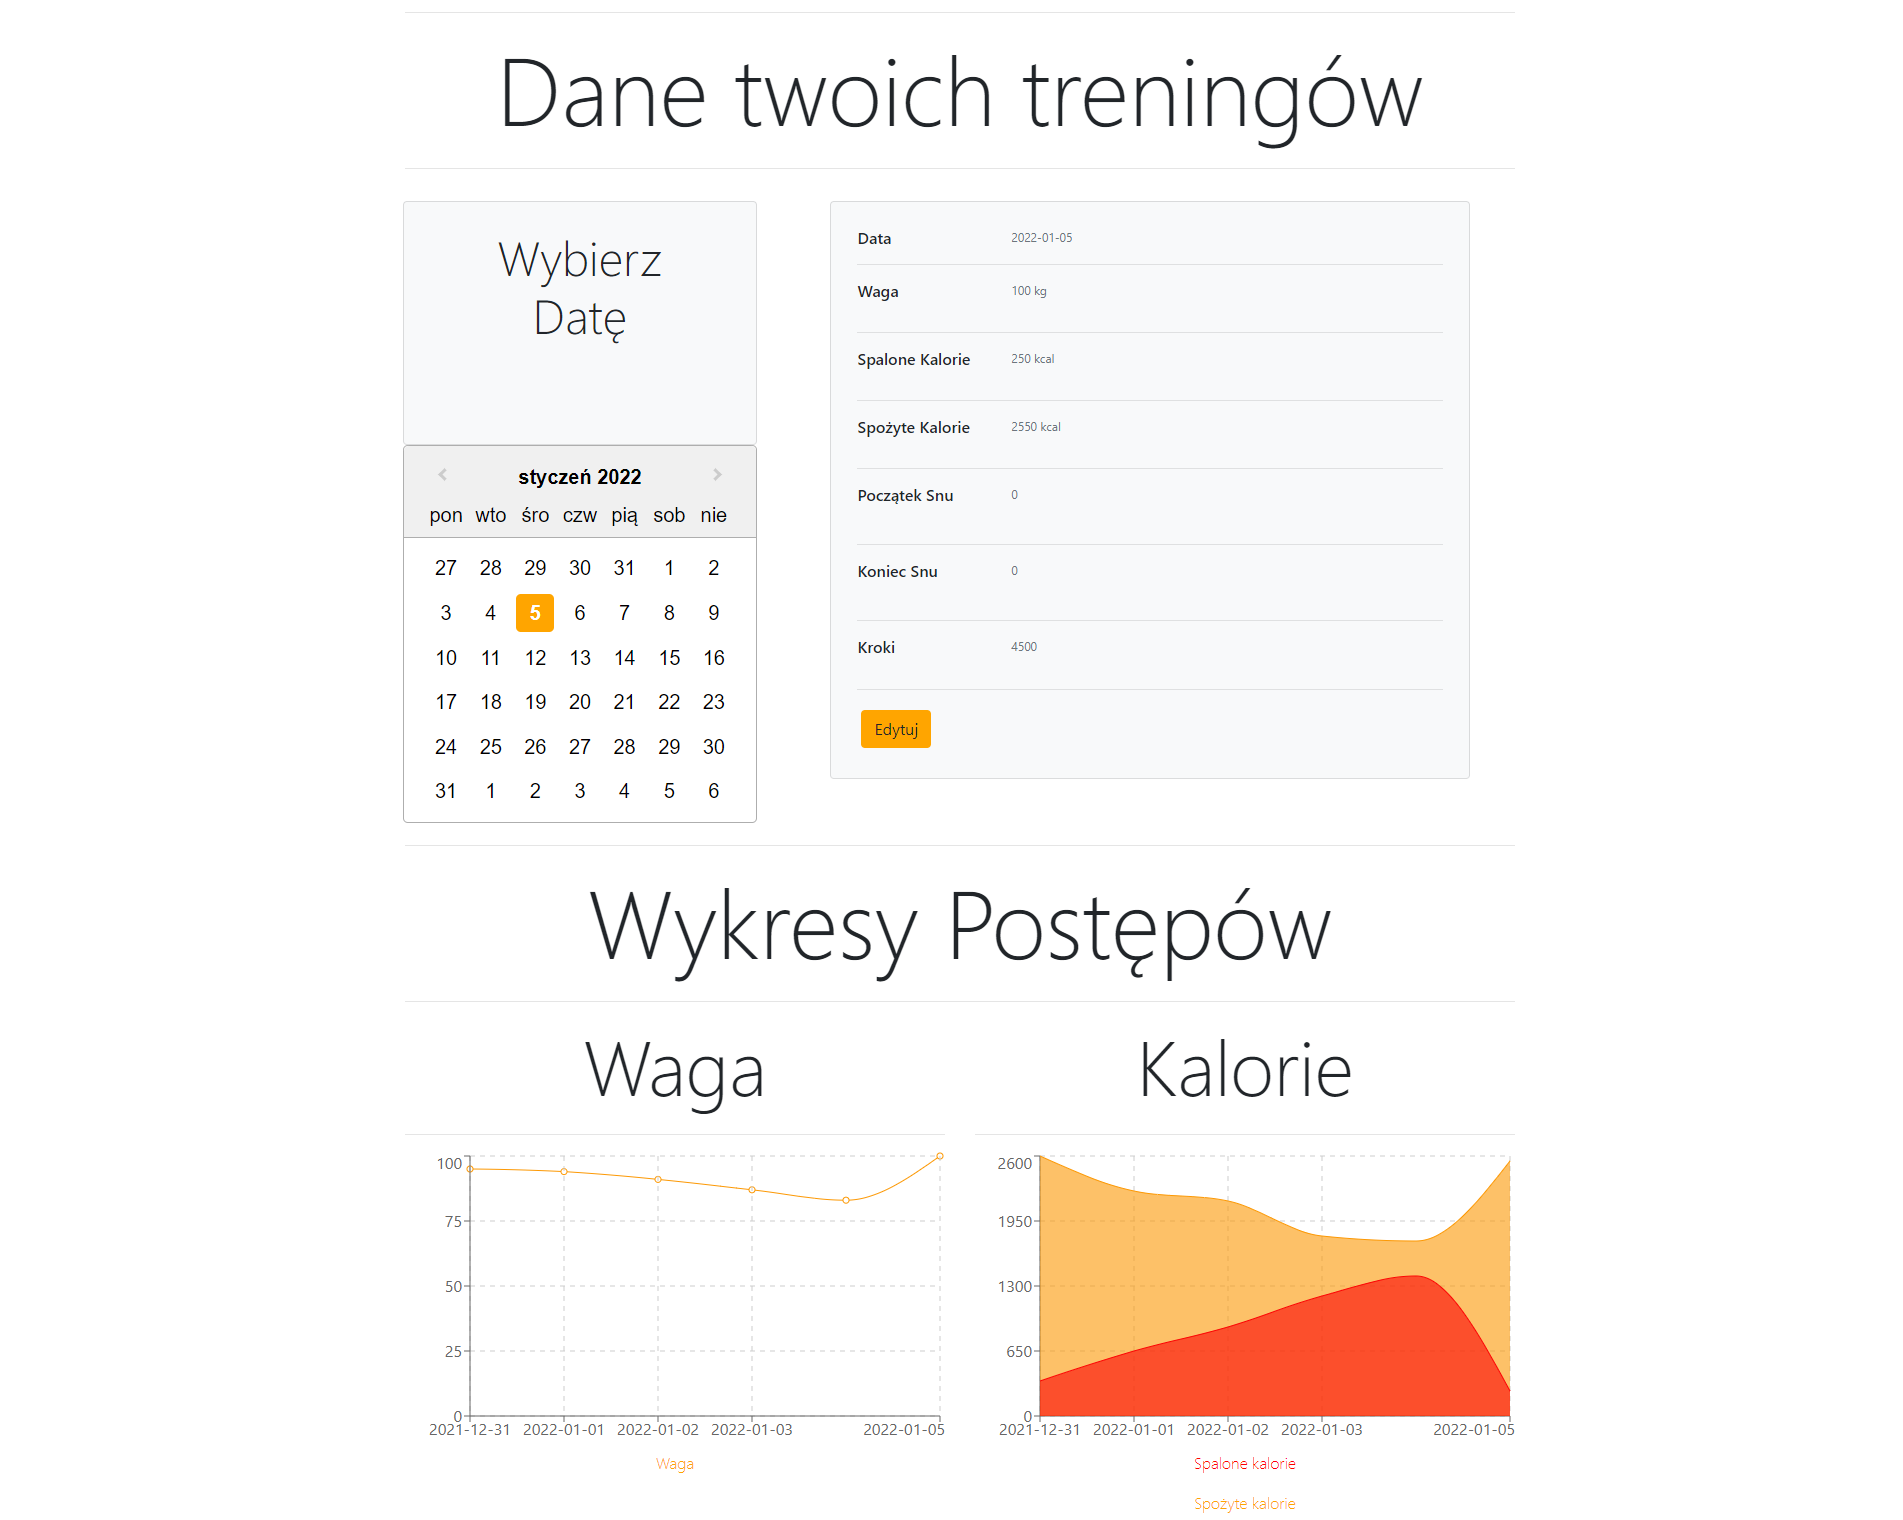 Dane twoich treningów
Wybierz
Datę
styczeń 2022
pon wto śro czw pią sob nie
27 28 29 30 31 1 2
3 4 5 6 7 8 9
10 11 12 13 14 15 16
17 18 19 20 21 22 23
24 25 26 27 28 29 30
31 1 2 3 4 5 6
Data 2022-01-05
Waga 100 kg
Spalone Kalorie 250 kcal
Spożyte Kalorie 2550 kcal
Początek Snu 0
Koniec Snu 0
Kroki 4500
Edytuj
Wykresy Postępów
Waga
100
75
50
25
0
2021-12-31 2022-01-01 2022-01-02 2022-01-03 2022-01-05
Waga
Kalorie
2600
1950
1300
650
0
2021-12-31 2022-01-01 2022-01-02 2022-01-03 2022-01-05
Spalone kalorie
Spożyte kalorie